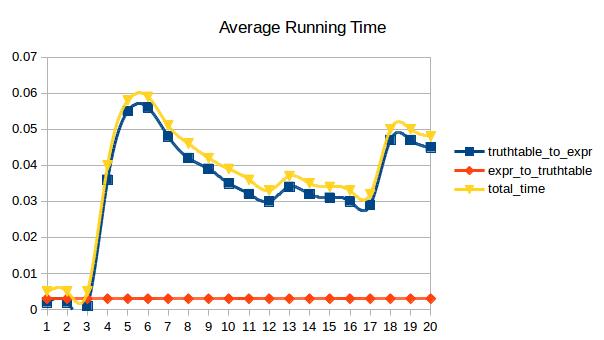 Average Running Time
0.07
0.06
0.05
0.04
0.03
0.02
0.01
0
1 2 3 4 5 6 7 8 9 10 11 12 13 14 15 16 17 18 19 20
truthtable_to_expr
expr_to_truthtable
total_time